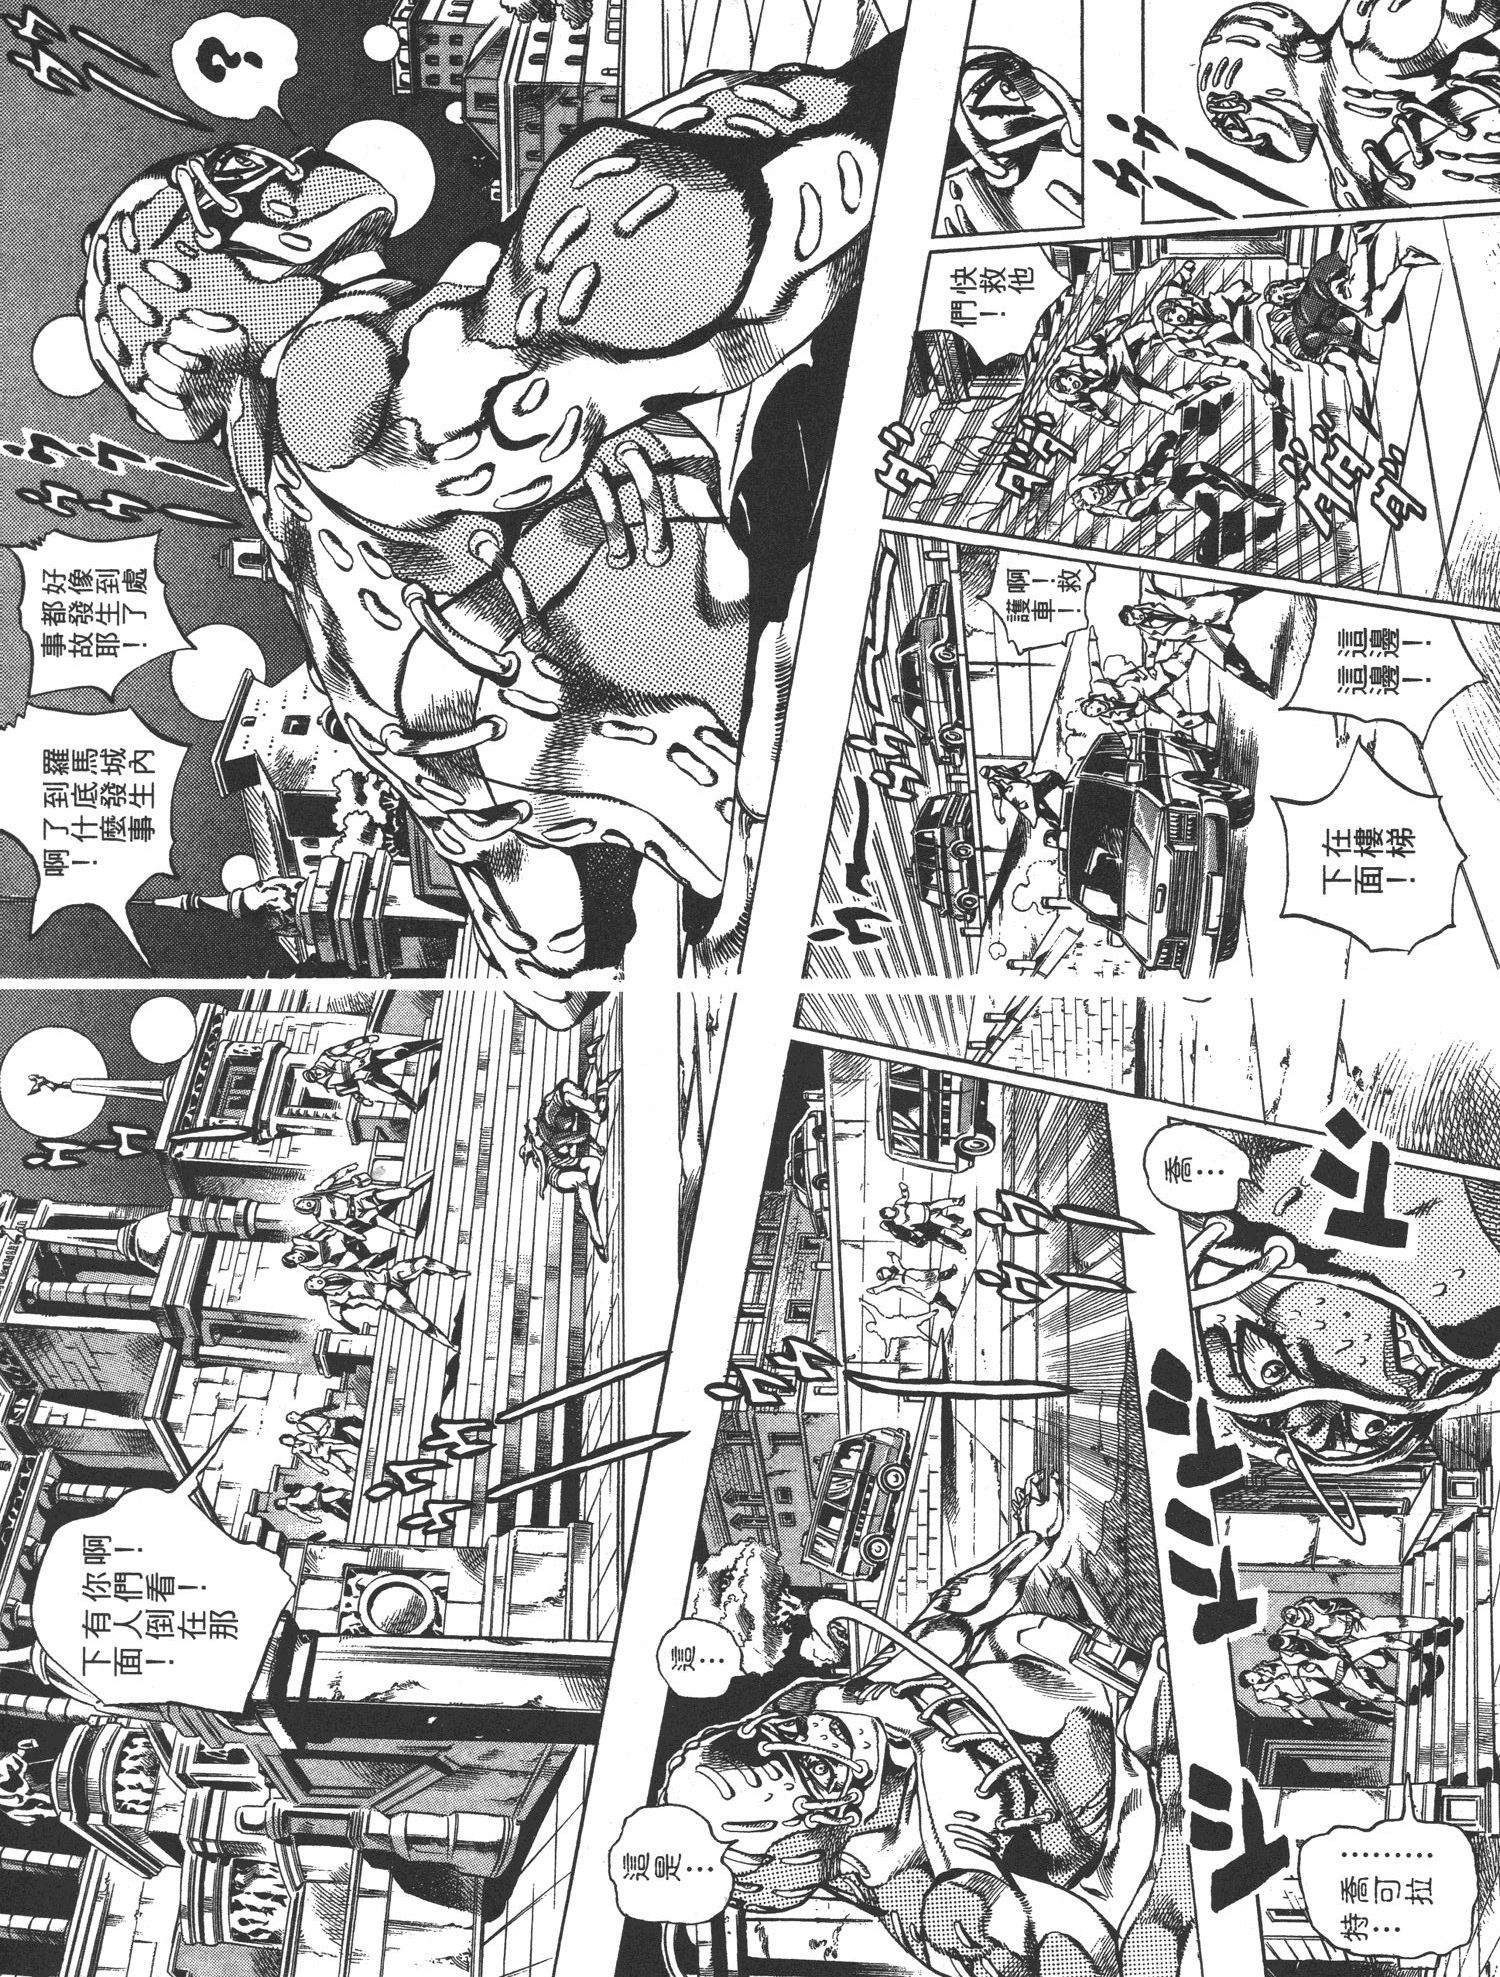 ?
好像到處
都發生了
事故耶!
羅馬城內
到底發生
了什麼事
啊!
啊!
你們看!
有人倒在那
下面!
快救他
們!
啊!救
護車!
這邊!
這邊!
在樓梯
下面!
這…
這是…
喬…
………
喬可拉
特…